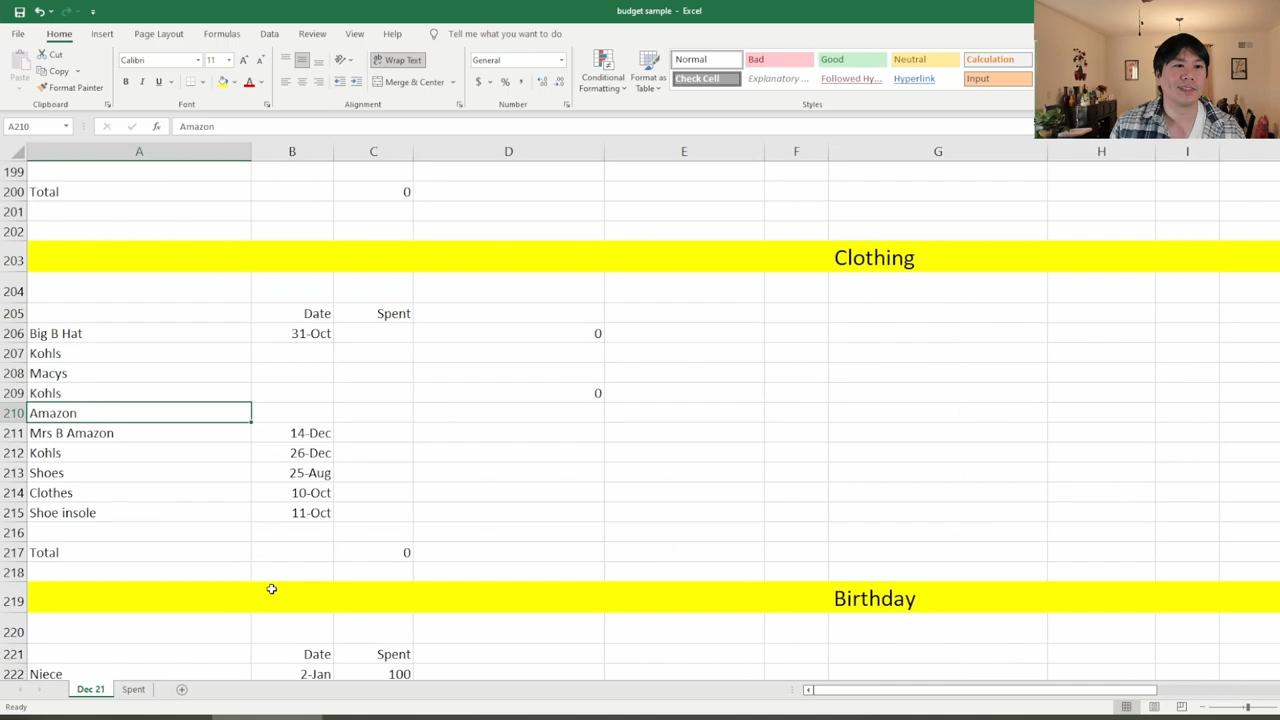 budget sample - Excel
File Home Insert Page Layout Formulas Data Review View Help Tell me what you want to do
Cut
Copy
Format Painter
Paste
Clipboard
Calibri 11
B I U
Font
Wrap Text
Merge & Center
Alignment
General
$ % ,
Number
Conditional Formatting
Format as Table
Normal Bad Good Neutral Calculation
Check Cell Explanatory ... Followed Hy... Hyperlink Input
Styles
A210 fx Amazon
A B C D E F G H I
199
200 Total 0
201
202
203 Clothing
204
205 Date Spent
206 Big B Hat 31-Oct 0
207 Kohls
208 Macys
209 Kohls 0
210 Amazon
211 Mrs B Amazon 14-Dec
212 Kohls 26-Dec
213 Shoes 25-Aug
214 Clothes 10-Oct
215 Shoe insole 11-Oct
216
217 Total 0
218
219 Birthday
220
221 Date Spent
222 Niece 2-Jan 100
Dec 21 Spent
Ready